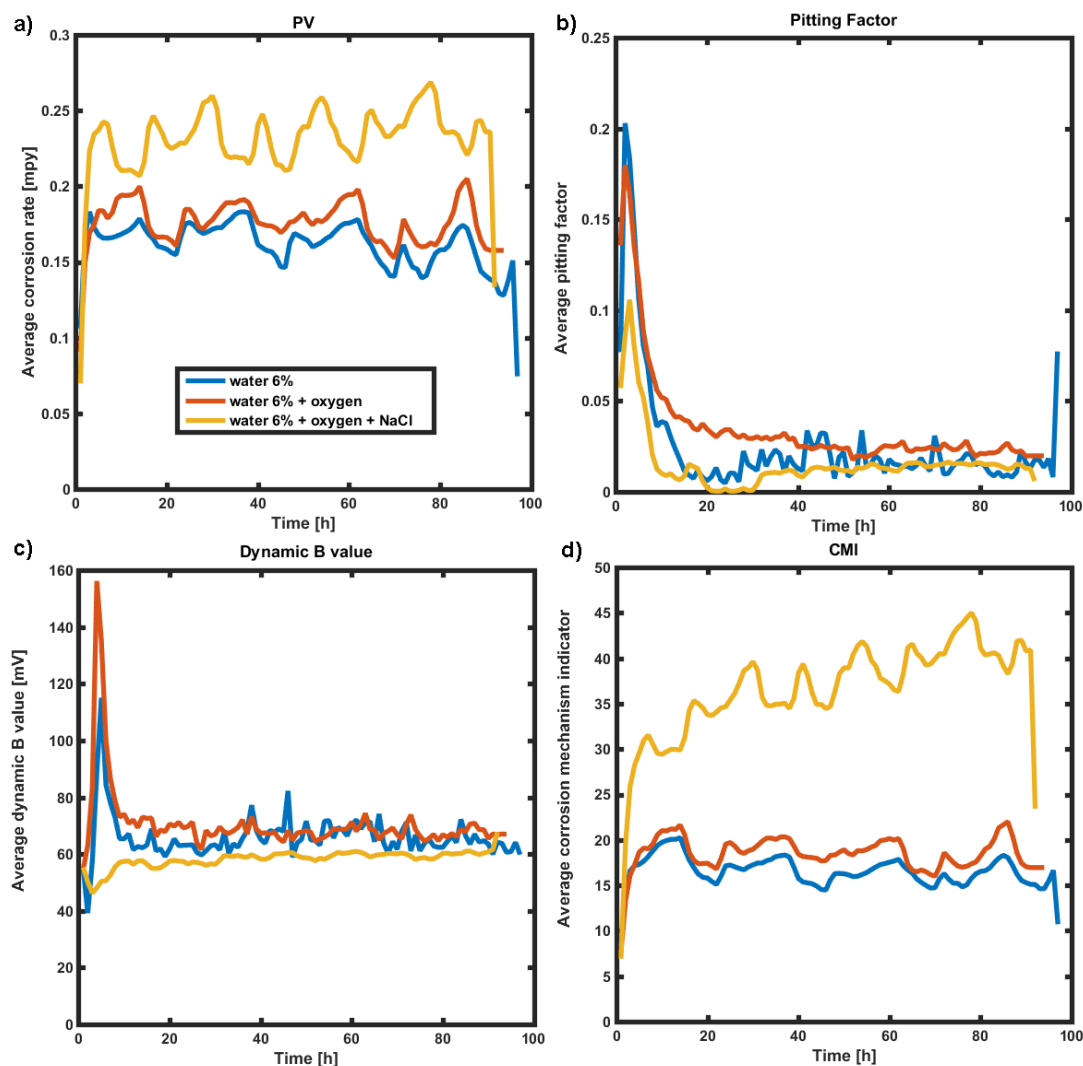 a)
PV
Average corrosion rate [mpy]
0.3
0.25
0.2
0.15
0.1
0.05
0
water 6%
water 6% + oxygen
water 6% + oxygen + NaCl
0 20 40 60 80 100
Time [h]
b)
Pitting Factor
Average pitting factor
0.25
0.2
0.15
0.1
0.05
0
0 20 40 60 80 100
Time [h]
c)
Dynamic B value
Average dynamic B value [mV]
160
140
120
100
80
60
40
20
0
0 20 40 60 80 100
Time [h]
d)
CMI
Average corrosion mechanism indicator
50
45
40
35
30
25
20
15
10
5
0
0 20 40 60 80 100
Time [h]